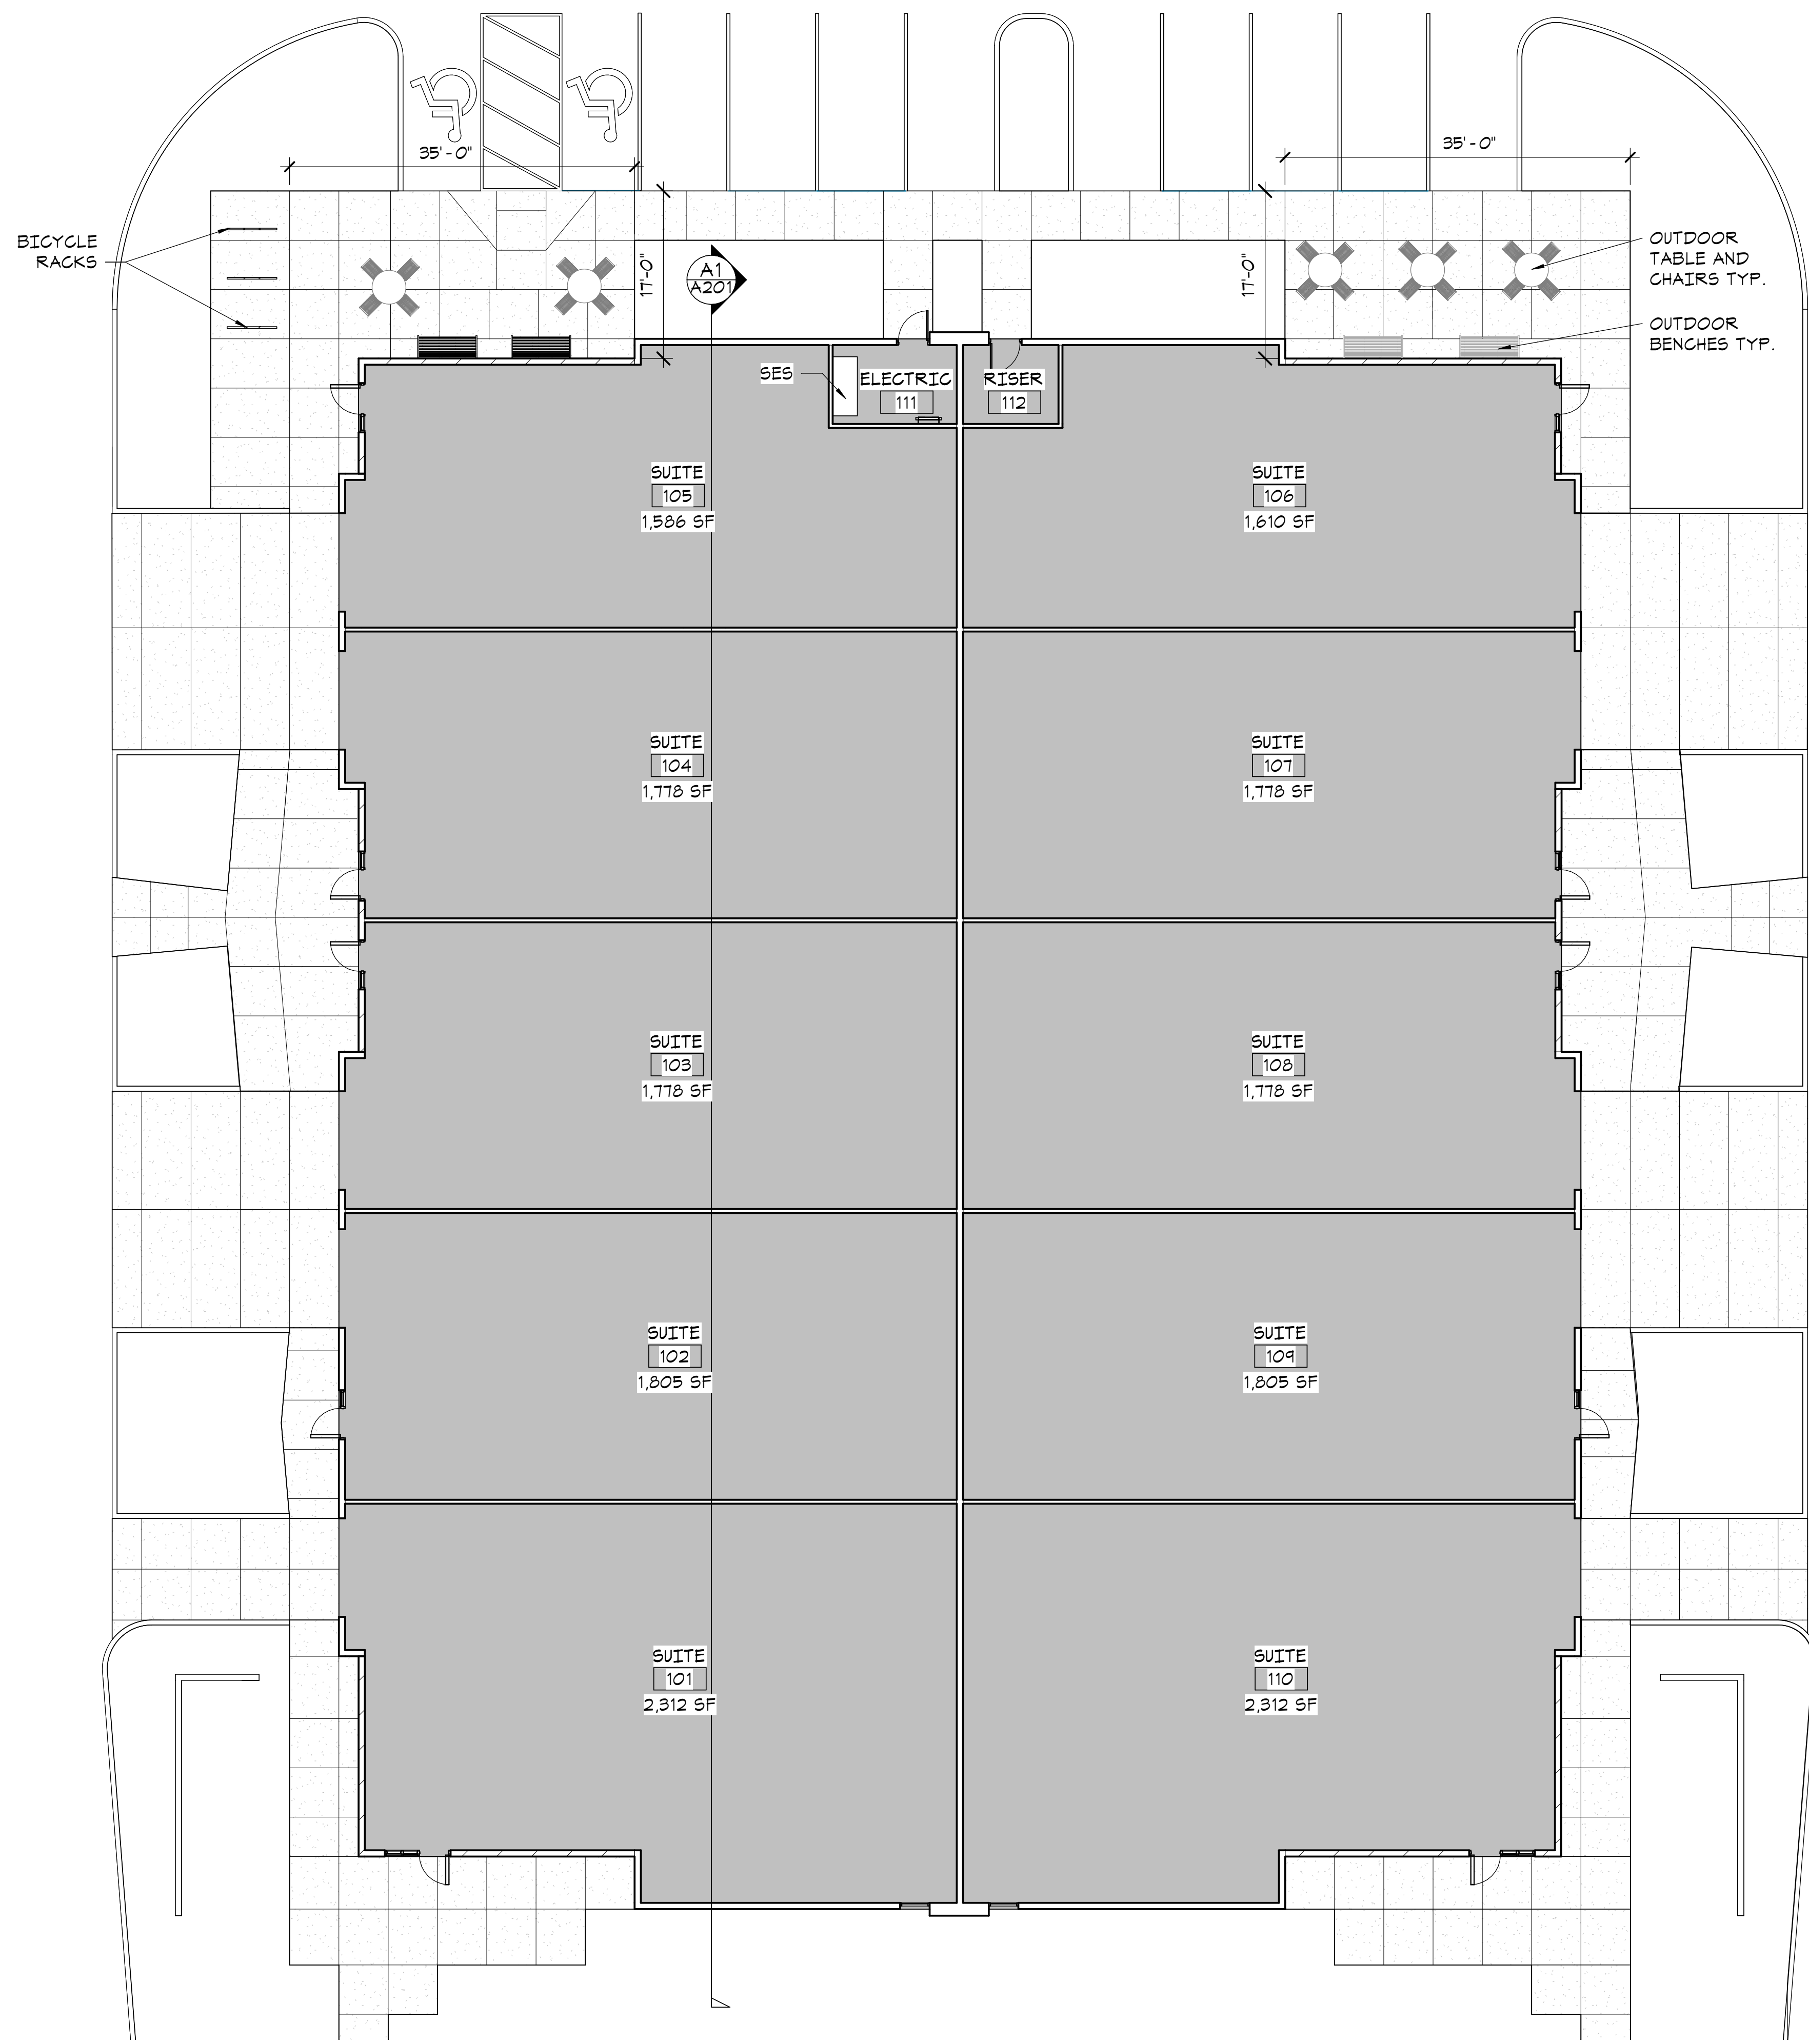 35'-0"
35'-0"
BICYCLE
RACKS
17'-0"
A1
A201
17'-0"
OUTDOOR
TABLE AND
CHAIRS TYP.
OUTDOOR
BENCHES TYP.
SES
ELECTRIC
111
RISER
112
SUITE
105
1,586 SF
SUITE
106
1,610 SF
SUITE
104
1,778 SF
SUITE
107
1,778 SF
SUITE
103
1,778 SF
SUITE
108
1,778 SF
SUITE
102
1,805 SF
SUITE
109
1,805 SF
SUITE
101
2,312 SF
SUITE
110
2,312 SF